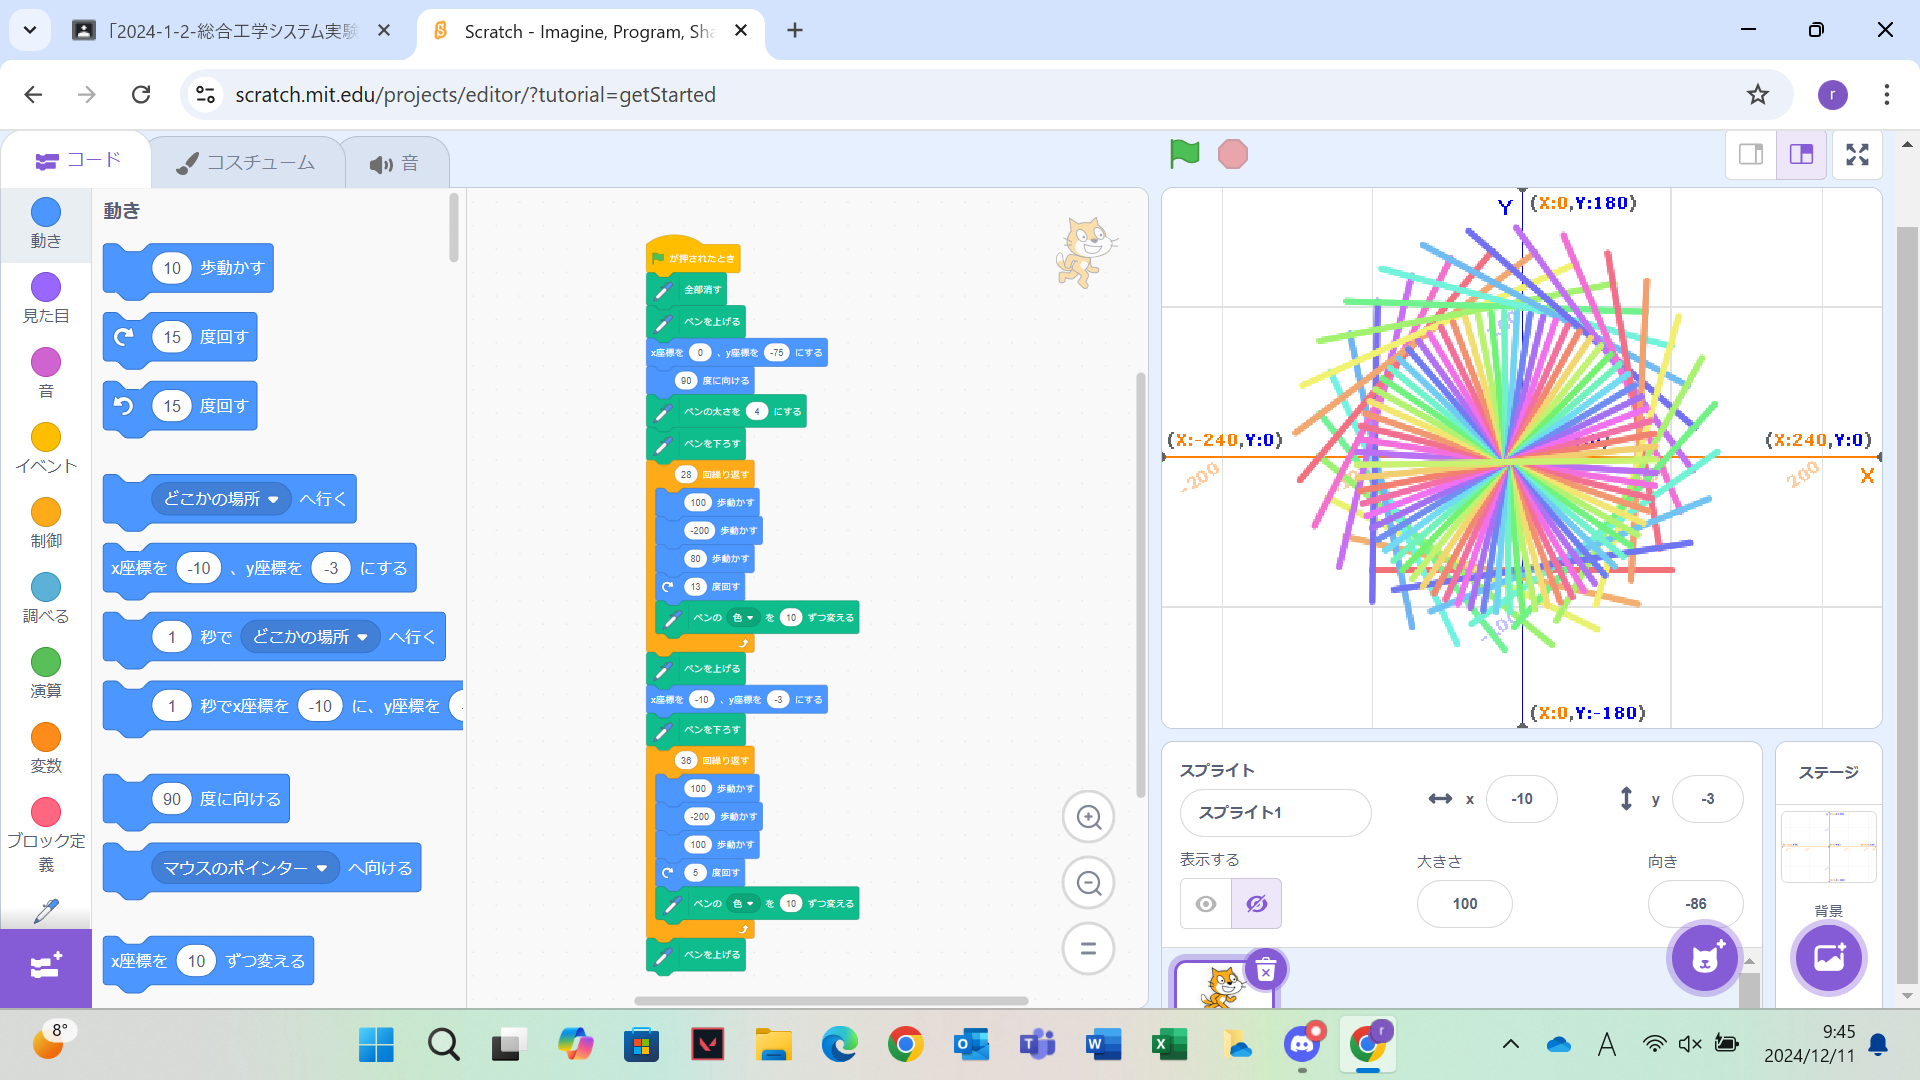 「2024-1-2-総合工学システム実験
Scratch - Imagine, Program, Sha
scratch.mit.edu/projects/editor/?tutorial=getStarted
r
コード
コスチューム
音
動き
見た目
音
イベント
制御
調べる
演算
変数
ブロック定義
動き
10 歩動かす
15 度回す
15 度回す
どこかの場所 へ行く
x座標を -10 、y座標を -3 にする
1 秒で どこかの場所 へ行く
1 秒でx座標を -10 に、y座標を
90 度に向ける
マウスのポインター へ向ける
x座標を 10 ずつ変える
が押されたとき
全部消す
ペンを上げる
x座標を 0 、y座標を -75 にする
90 度に向ける
ペンの太さを 4 にする
ペンを下ろす
28 回繰り返す
100 歩動かす
-200 歩動かす
80 歩動かす
13 度回す
ペンの 色 を 10 ずつ変える
ペンを上げる
x座標を -10 、y座標を -3 にする
ペンを下ろす
36 回繰り返す
100 歩動かす
-200 歩動かす
100 歩動かす
5 度回す
ペンの 色 を 10 ずつ変える
ペンを上げる
Y
(X:0,Y:180)
(X:-240,Y:0)
(X:240,Y:0)
-200
200
X
-100
(X:0,Y:-180)
スプライト
スプライト1
x -10
y -3
表示する
大きさ
100
向き
-86
ステージ
背景
8°
r
A
9:45
2024/12/11